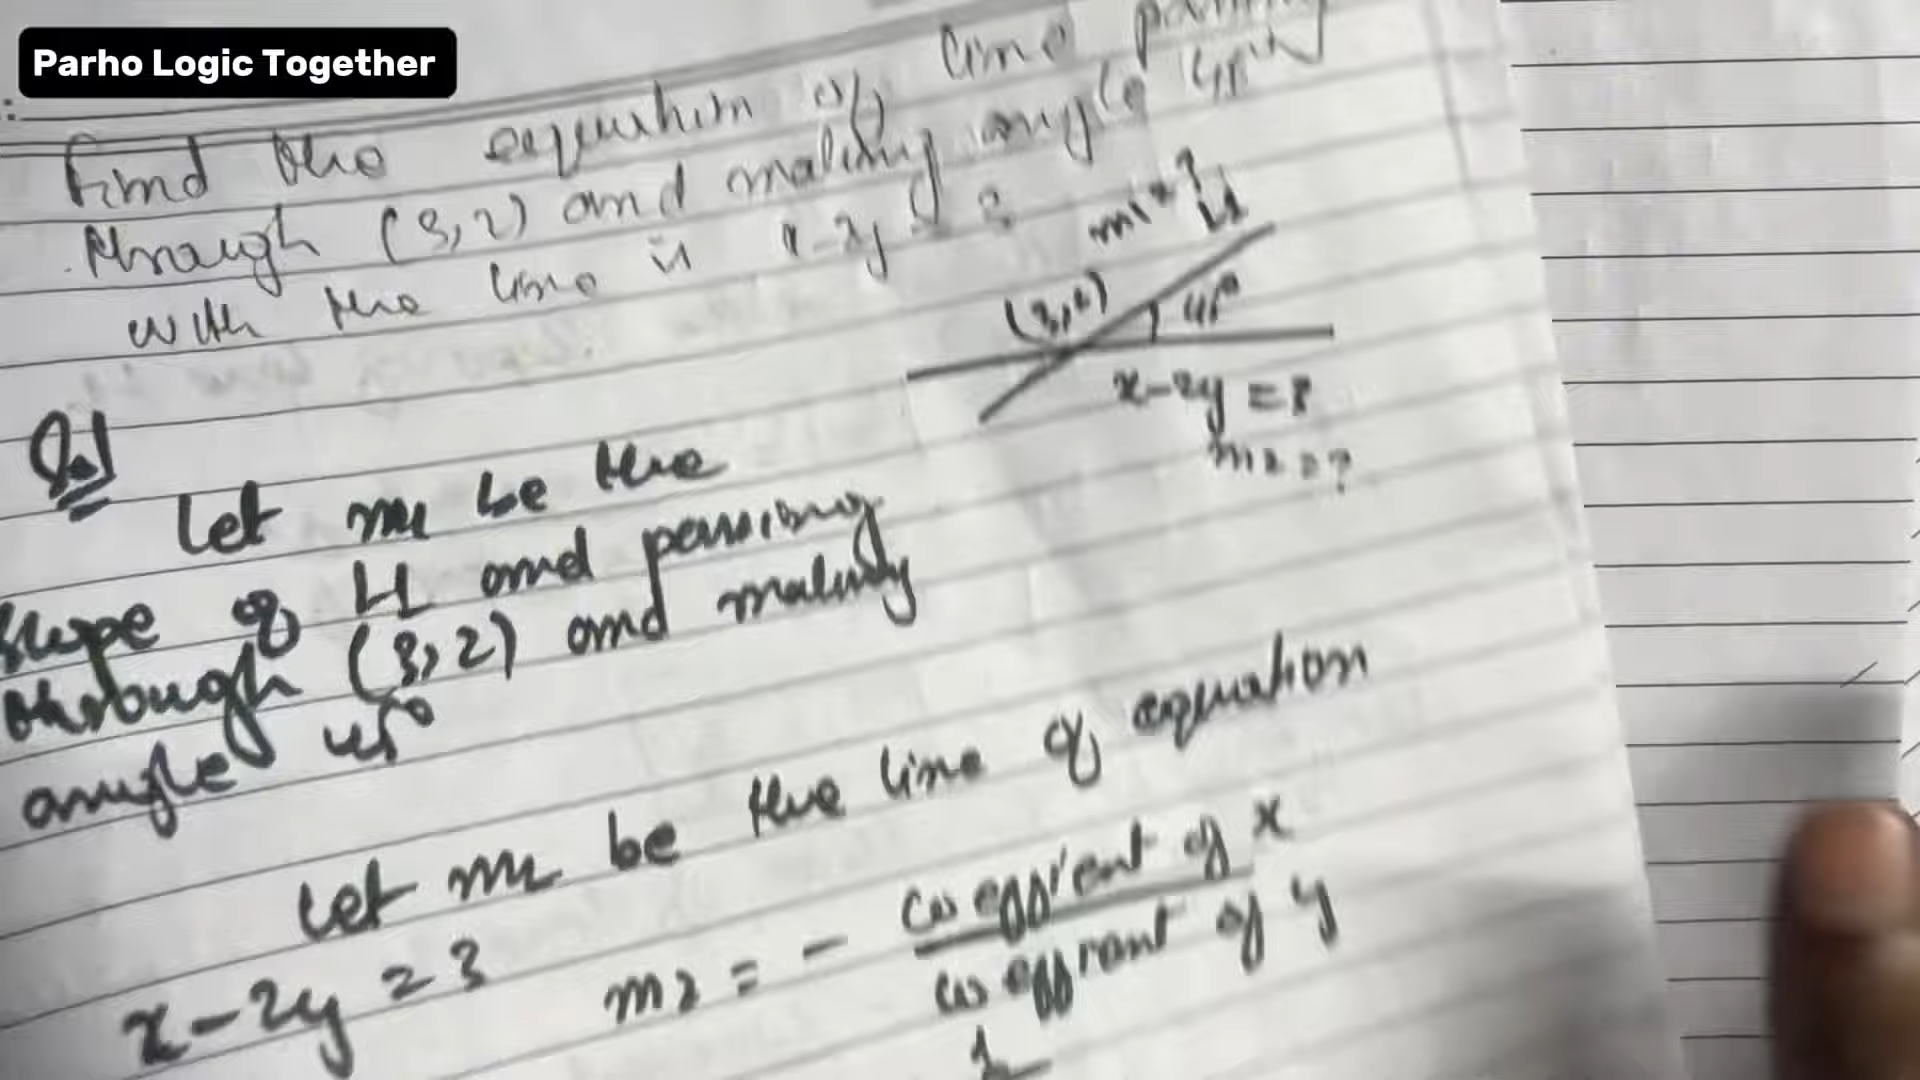 Parho Logic Together
Find the equation of line
through (3,2) and making angle 45°
with the line is x-2y = 3
m1 = ?
L1
(3,2) 45°
x-2y = 3
m2 = ?
Sol
Let m1 be the
slope of L1 and passing
through (3,2) and making
angle 45°
Let m2 be the line of equation
x-2y = 3 m2 = - coefficient of x
coefficient of y
1